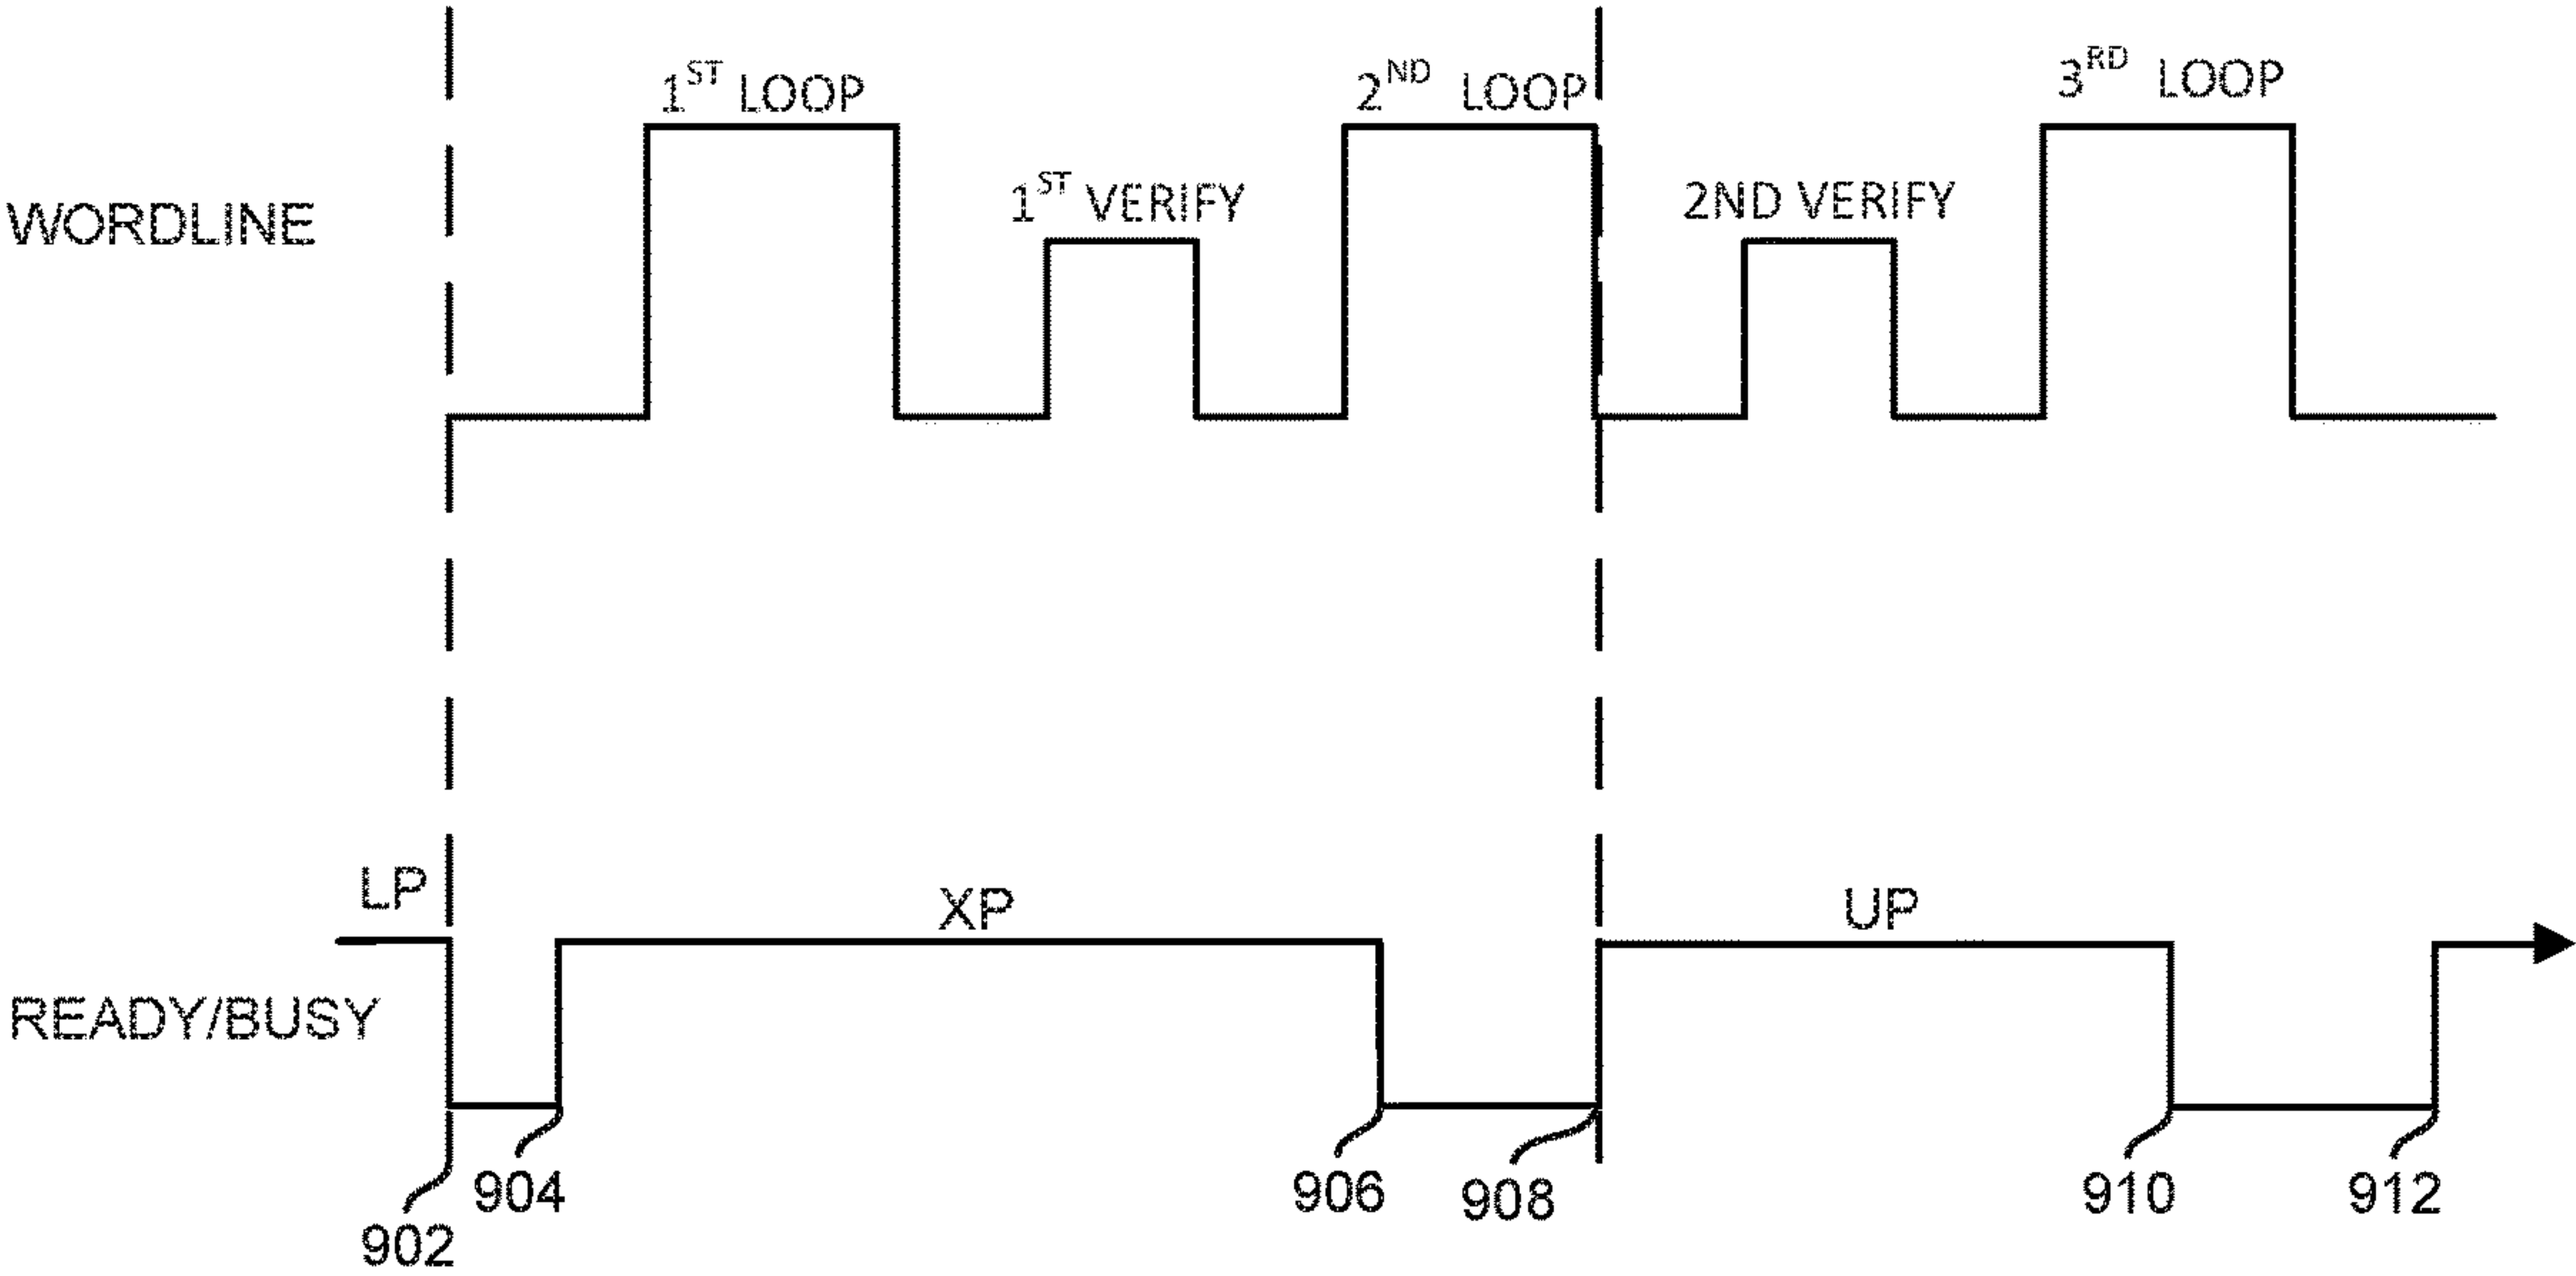 1ST LOOP
2ND LOOP
3RD LOOP
WORDLINE
1ST VERIFY
2ND VERIFY
LP
XP
UP
READY/BUSY
902
904
906
908
910
912